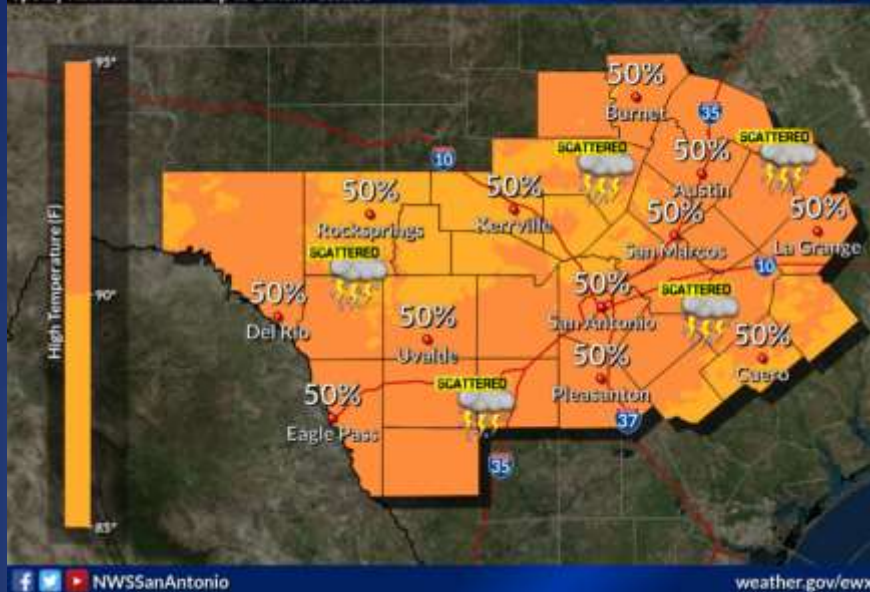 95°
High Temperature (F)
90°
85°
50%
Burnet
35
SCATTERED
SCATTERED
10
50%
Austin
50%
Rocksprings
50%
Kerrville
50%
San Marcos
50%
La Grange
SCATTERED
10
50%
Del Rio
50%
San Antonio
SCATTERED
50%
Uvalde
50%
Pleasanton
50%
Cuero
SCATTERED
50%
Eagle Pass
37
35
NWSSanAntonio
weather.gov/ewx